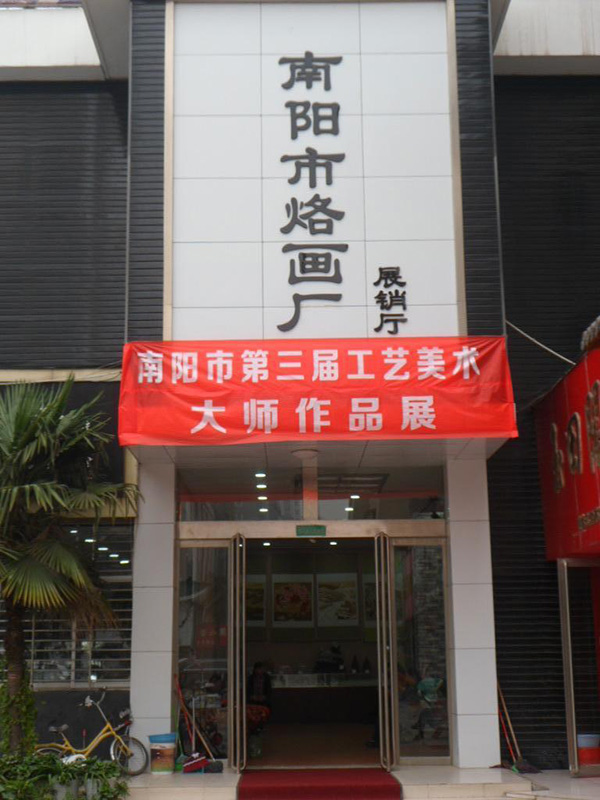 南阳市烙画厂
展销厅
南阳市第三届工艺美术
大师作品展